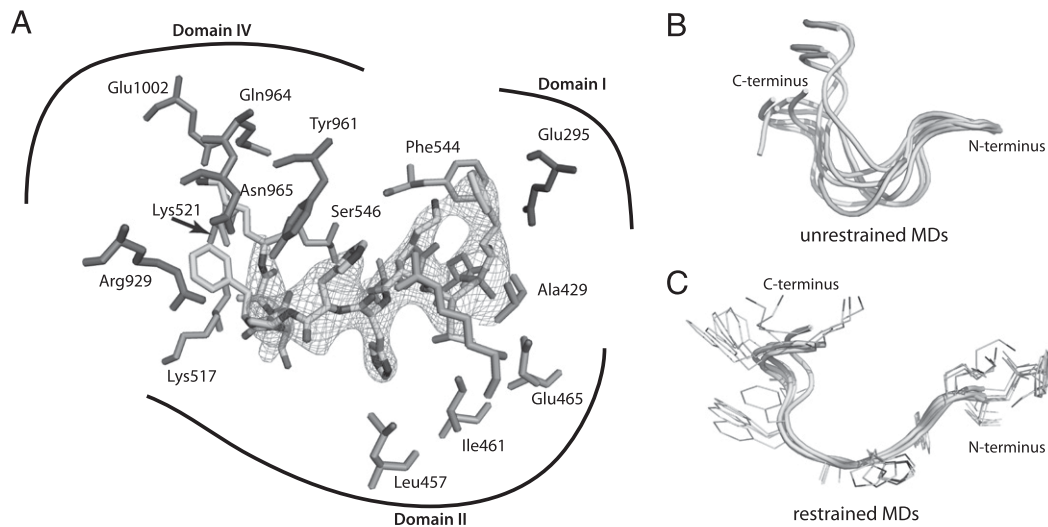 A
Domain IV
Glu1002
Gln964
Tyr961
Domain I
Phe544
Glu295
Asn965
Lys521
Ser546
Arg929
Ala429
Lys517
Glu465
Ile461
Leu457
Domain II
B
C-terminus
N-terminus
unrestrained MDs
C
C-terminus
N-terminus
restrained MDs